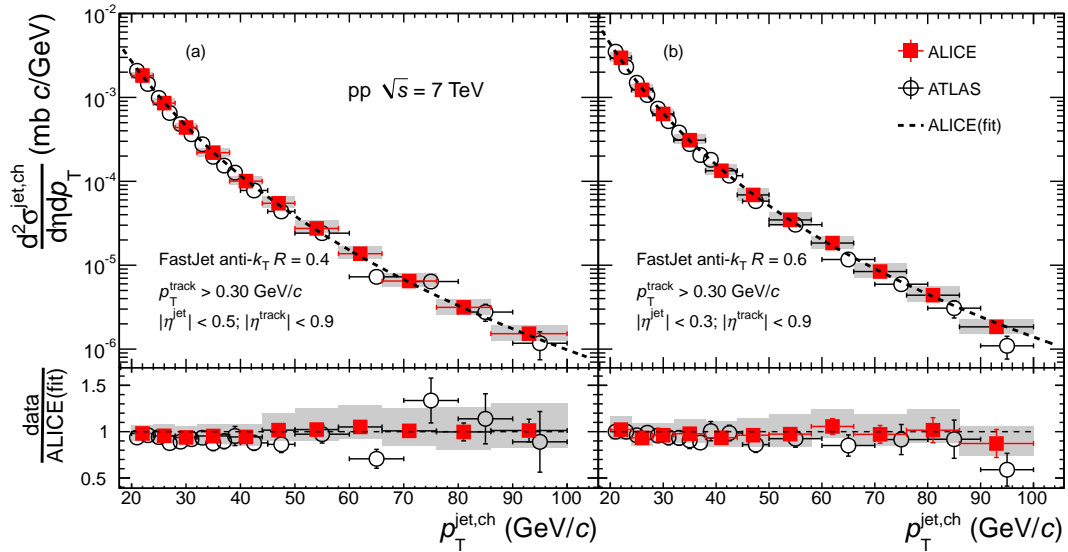 10⁻²
10⁻³
10⁻⁴
10⁻⁵
10⁻⁶
d²σ^jet,ch
dηdp_T
(mb c/GeV)
(a)
pp √s = 7 TeV
FastJet anti-k_T R = 0.4
p_T^track > 0.30 GeV/c
|η^jet| < 0.5; |η^track| < 0.9
(b)
ALICE
ATLAS
ALICE(fit)
FastJet anti-k_T R = 0.6
p_T^track > 0.30 GeV/c
|η^jet| < 0.3; |η^track| < 0.9
data
ALICE(fit)
1.5
1
0.5
20 30 40 50 60 70 80 90 100
20 30 40 50 60 70 80 90 100
p_T^jet,ch (GeV/c)
p_T^jet,ch (GeV/c)